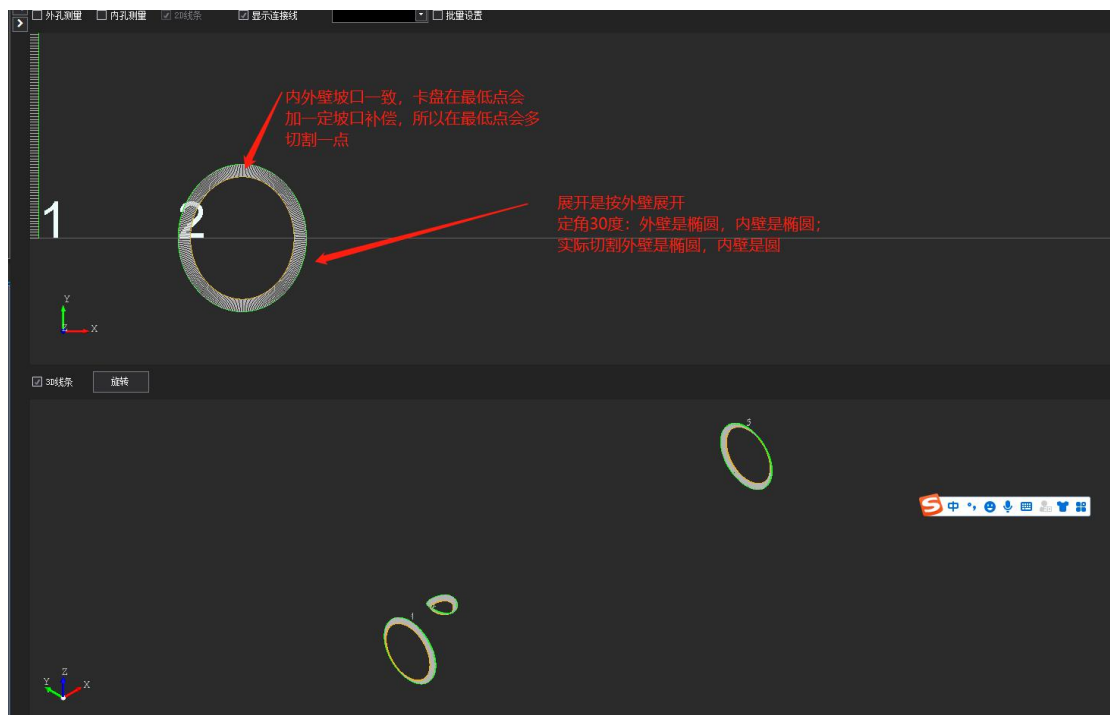 外孔测量 内孔测量 2D线条 显示连接线 批量设置
内外壁坡口一致，卡盘在最低点会
加一定坡口补偿，所以在最低点会多
切割一点
展开是按外壁展开
定角30度：外壁是椭圆，内壁是椭圆；
实际切割外壁是椭圆，内壁是圆
1 2
Y
Z X
3D线条 旋转
3
中
1
Z
Y X